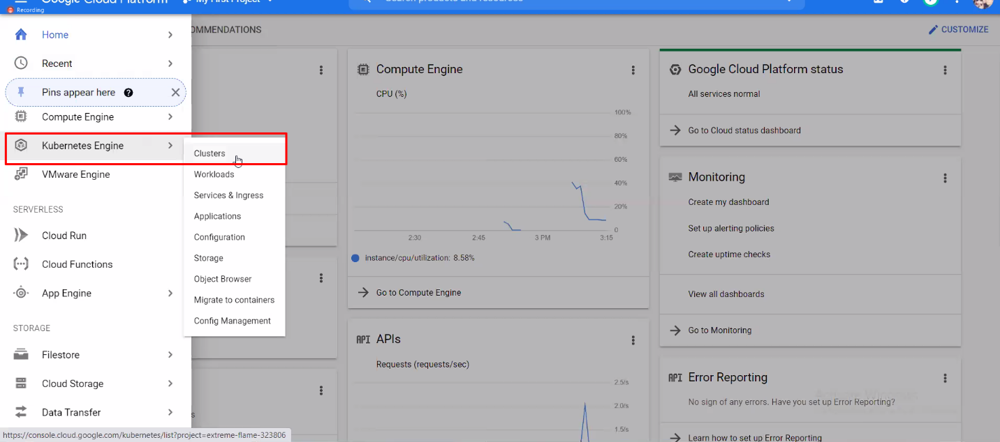 Google Cloud Platform
My First Project
Search products and resources
Recording
Home
Recent
Pins appear here
Compute Engine
Kubernetes Engine
VMware Engine
SERVERLESS
Cloud Run
Cloud Functions
App Engine
STORAGE
Filestore
Cloud Storage
Data Transfer
https://console.cloud.google.com/kubernetes/list?project=extreme-flame-323806
Clusters
Workloads
Services & Ingress
Applications
Configuration
Storage
Object Browser
Migrate to containers
Config Management
OMMENDATIONS
CUSTOMIZE
Compute Engine
CPU (%)
100%
80%
60%
40%
20%
0
2:30 2:45 3 PM 3:15
instance/cpu/utilization: 8.58%
Go to Compute Engine
API APIs
Requests (requests/sec)
2.5/s
2.0/s
1.5/s
Google Cloud Platform status
All services normal
Go to Cloud status dashboard
Monitoring
Create my dashboard
Set up alerting policies
Create uptime checks
View all dashboards
Go to Monitoring
API Error Reporting
No sign of any errors. Have you set up Error Reporting?
Learn how to set up Error Reporting